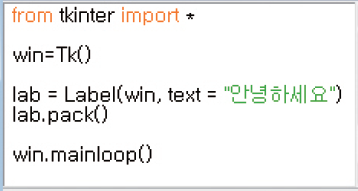 from tkinter import *
win=Tk()
lab = Label(win, text = "안녕하세요")
lab.pack()
win.mainloop()